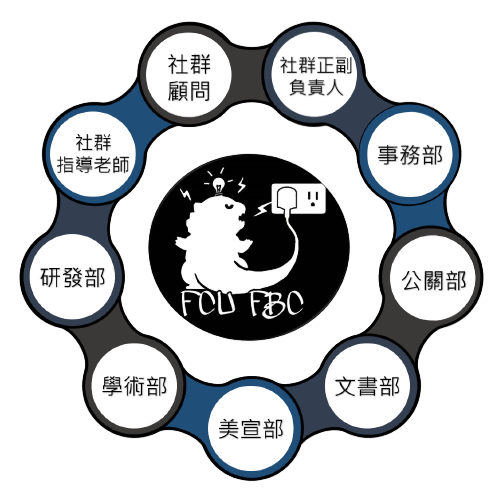 社群
顧問
社群正副
負責人
事務部
公關部
文書部
美宣部
學術部
研發部
社群
指導老師
FCU FBC